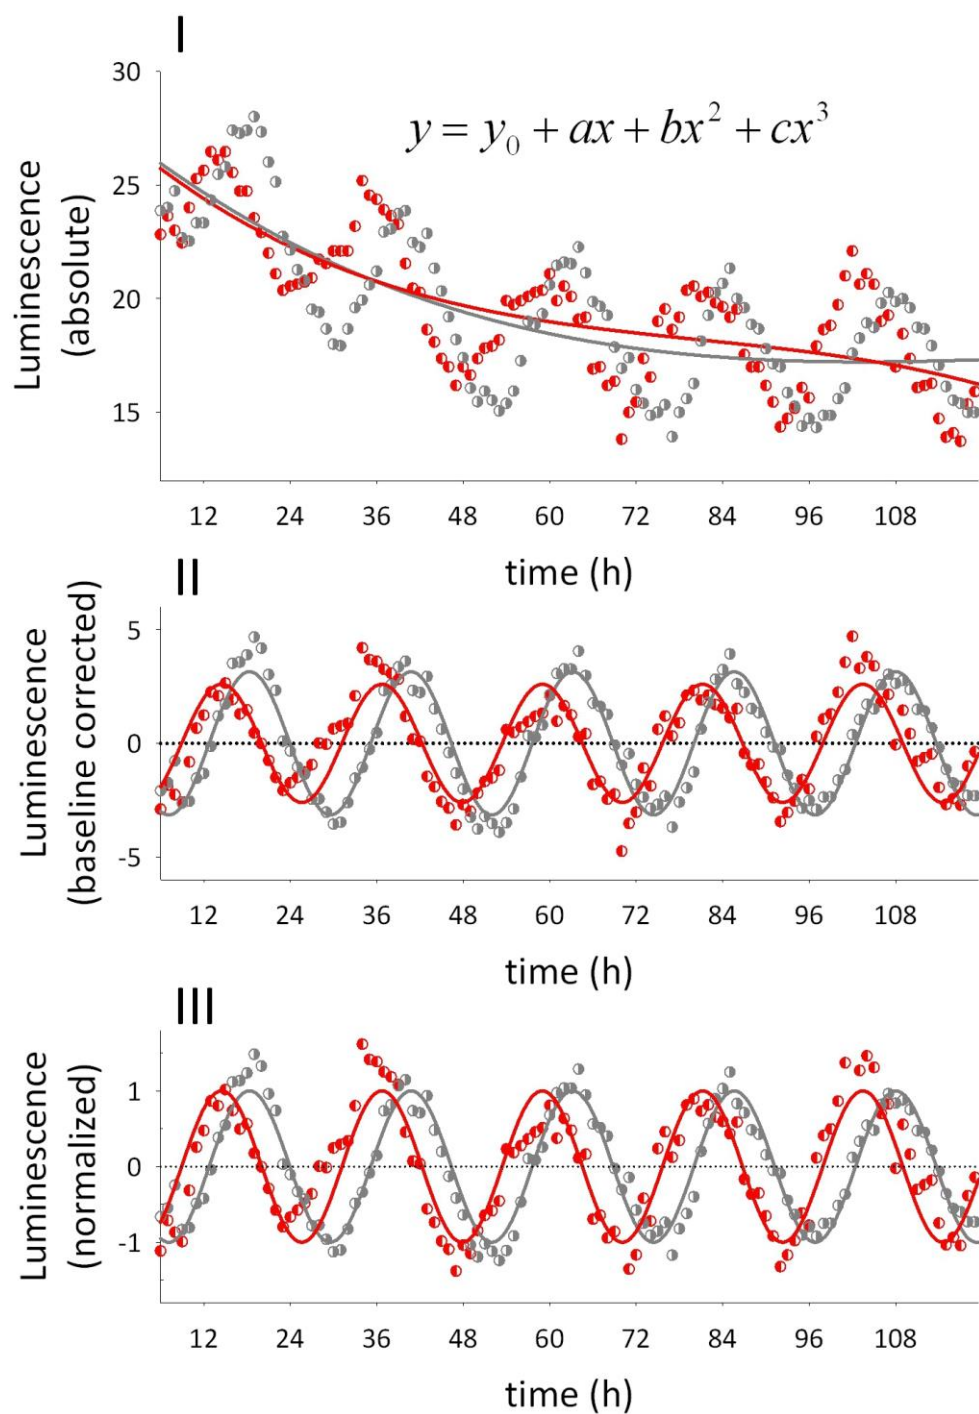 I
Luminescence
(absolute)
30
25
20
15
y = y₀ + ax + bx² + cx³
12 24 36 48 60 72 84 96 108
time (h)
II
Luminescence
(baseline corrected)
5
0
-5
12 24 36 48 60 72 84 96 108
time (h)
III
Luminescence
(normalized)
1
0
-1
12 24 36 48 60 72 84 96 108
time (h)